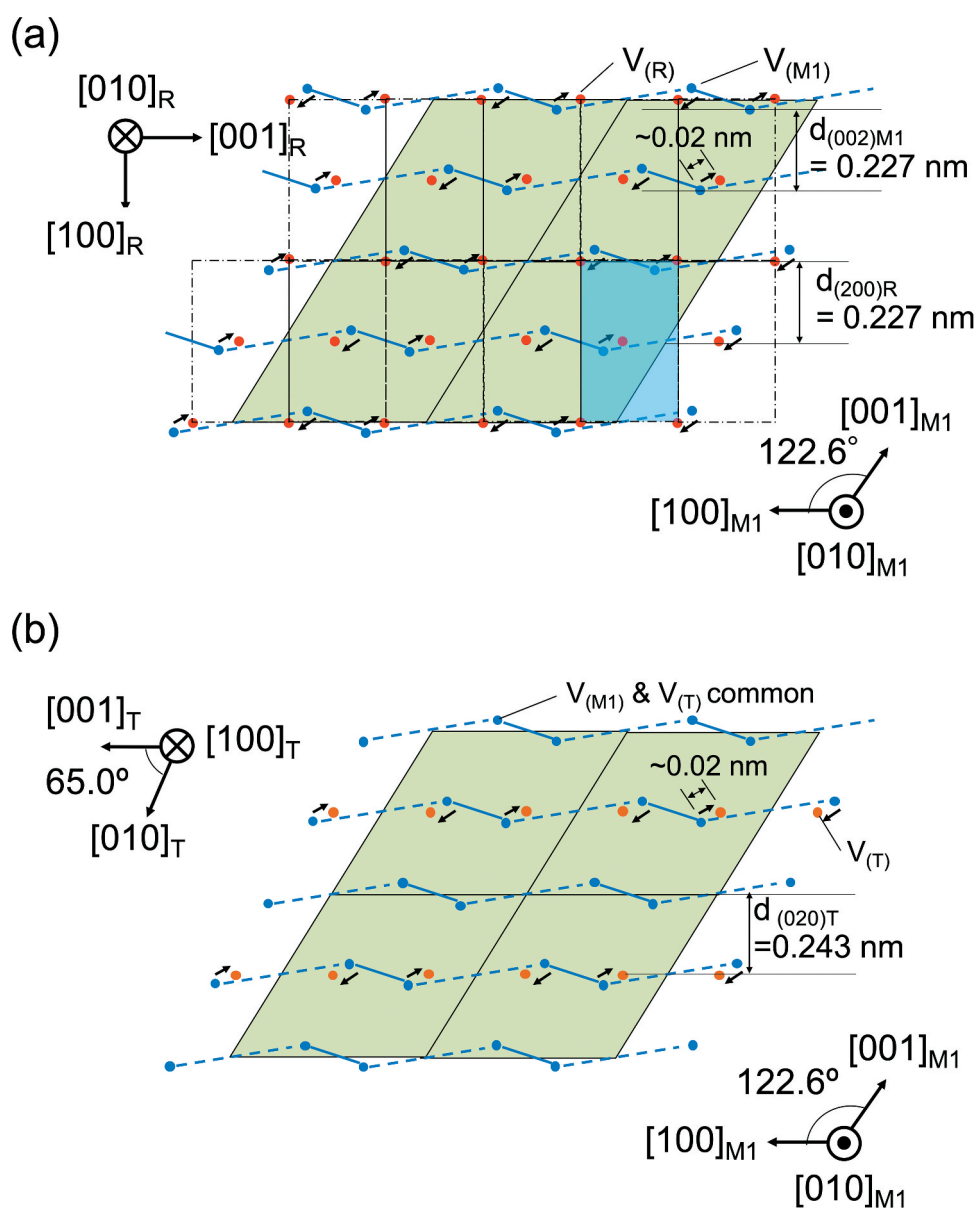 (a)
V(R)
V(M1)
[010]R
[001]R
[100]R
~0.02 nm
d(002)M1
= 0.227 nm
d(200)R
= 0.227 nm
[001]M1
122.6°
[100]M1
[010]M1
(b)
V(M1) & V(T) common
[001]T
[100]T
65.0º
[010]T
~0.02 nm
V(T)
d (020)T
=0.243 nm
[001]M1
122.6º
[100]M1
[010]M1